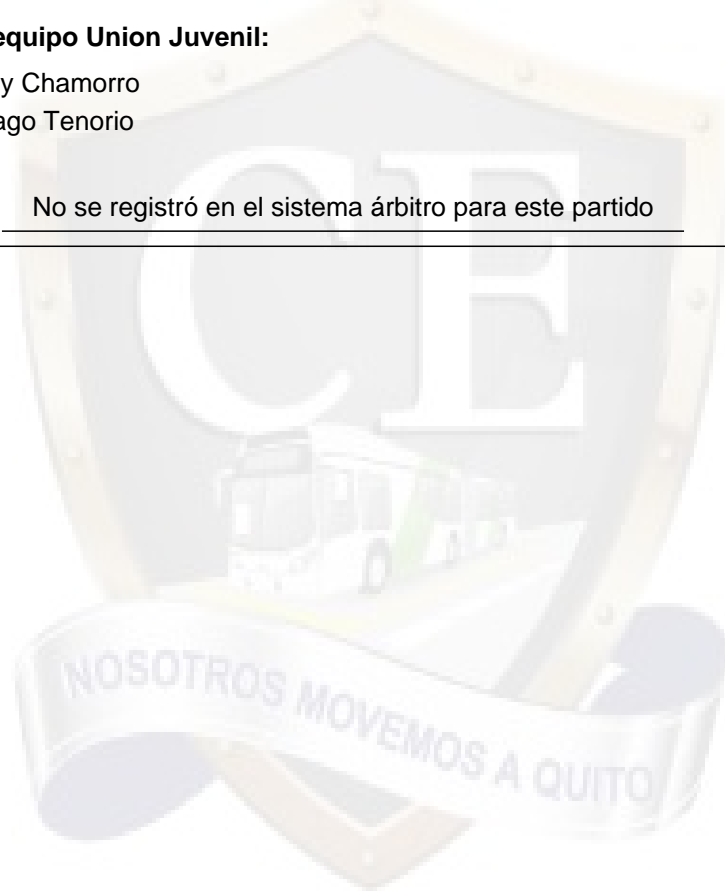 equipo Union Juvenil:
y Chamorro
ago Tenorio
No se registró en el sistema árbitro para este partido
CE
NOSOTROS MOVEMOS A QUITO